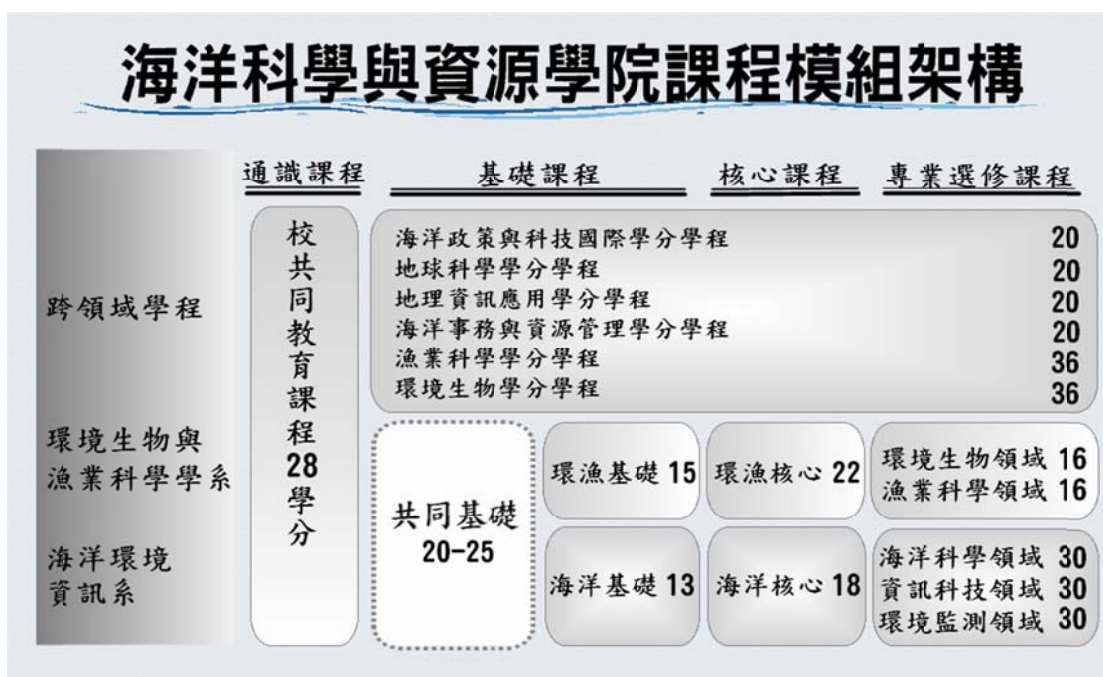 海洋科學與資源學院課程模組架構
通識課程 基礎課程 核心課程 專業選修課程
跨領域學程
環境生物與
漁業科學學系
海洋環境
資訊系
校共同教育課程28學分
海洋政策與科技國際學分學程 20
地球科學學分學程 20
地理資訊應用學分學程 20
海洋事務與資源管理學分學程 20
漁業科學學分學程 36
環境生物學分學程 36
共同基礎
20-25
環漁基礎 15
環漁核心 22
環境生物領域 16
漁業科學領域 16
海洋基礎 13
海洋核心 18
海洋科學領域 30
資訊科技領域 30
環境監測領域 30